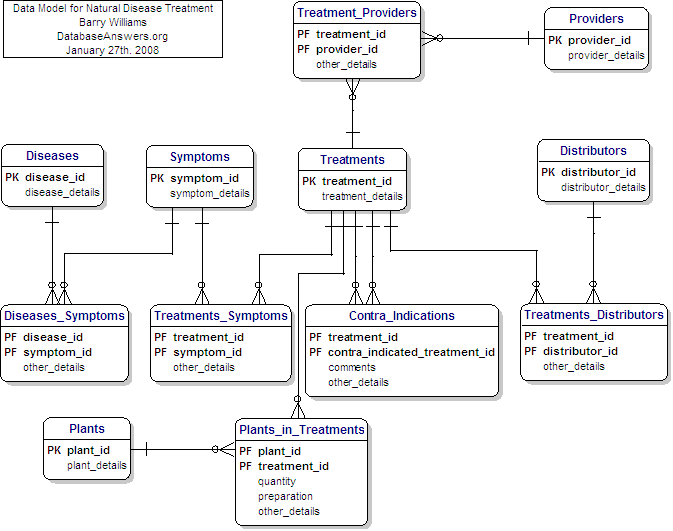 Data Model for Natural Disease Treatment
Barry Williams
DatabaseAnswers.org
January 27th. 2008
Treatment_Providers
PF treatment_id
PF provider_id
other_details
Providers
PK provider_id
provider_details
Diseases
PK disease_id
disease_details
Symptoms
PK symptom_id
symptom_details
Treatments
PK treatment_id
treatment_details
Distributors
PK distributor_id
distributor_details
Diseases_Symptoms
PF disease_id
PF symptom_id
other_details
Treatments_Symptoms
PF treatment_id
PF symptom_id
other_details
Contra_Indications
PF treatment_id
PF contra_indicated_treatment_id
comments
other_details
Treatments_Distributors
PF treatment_id
PF distributor_id
other_details
Plants
PK plant_id
plant_details
Plants_in_Treatments
PF plant_id
PF treatment_id
quantity
preparation
other_details